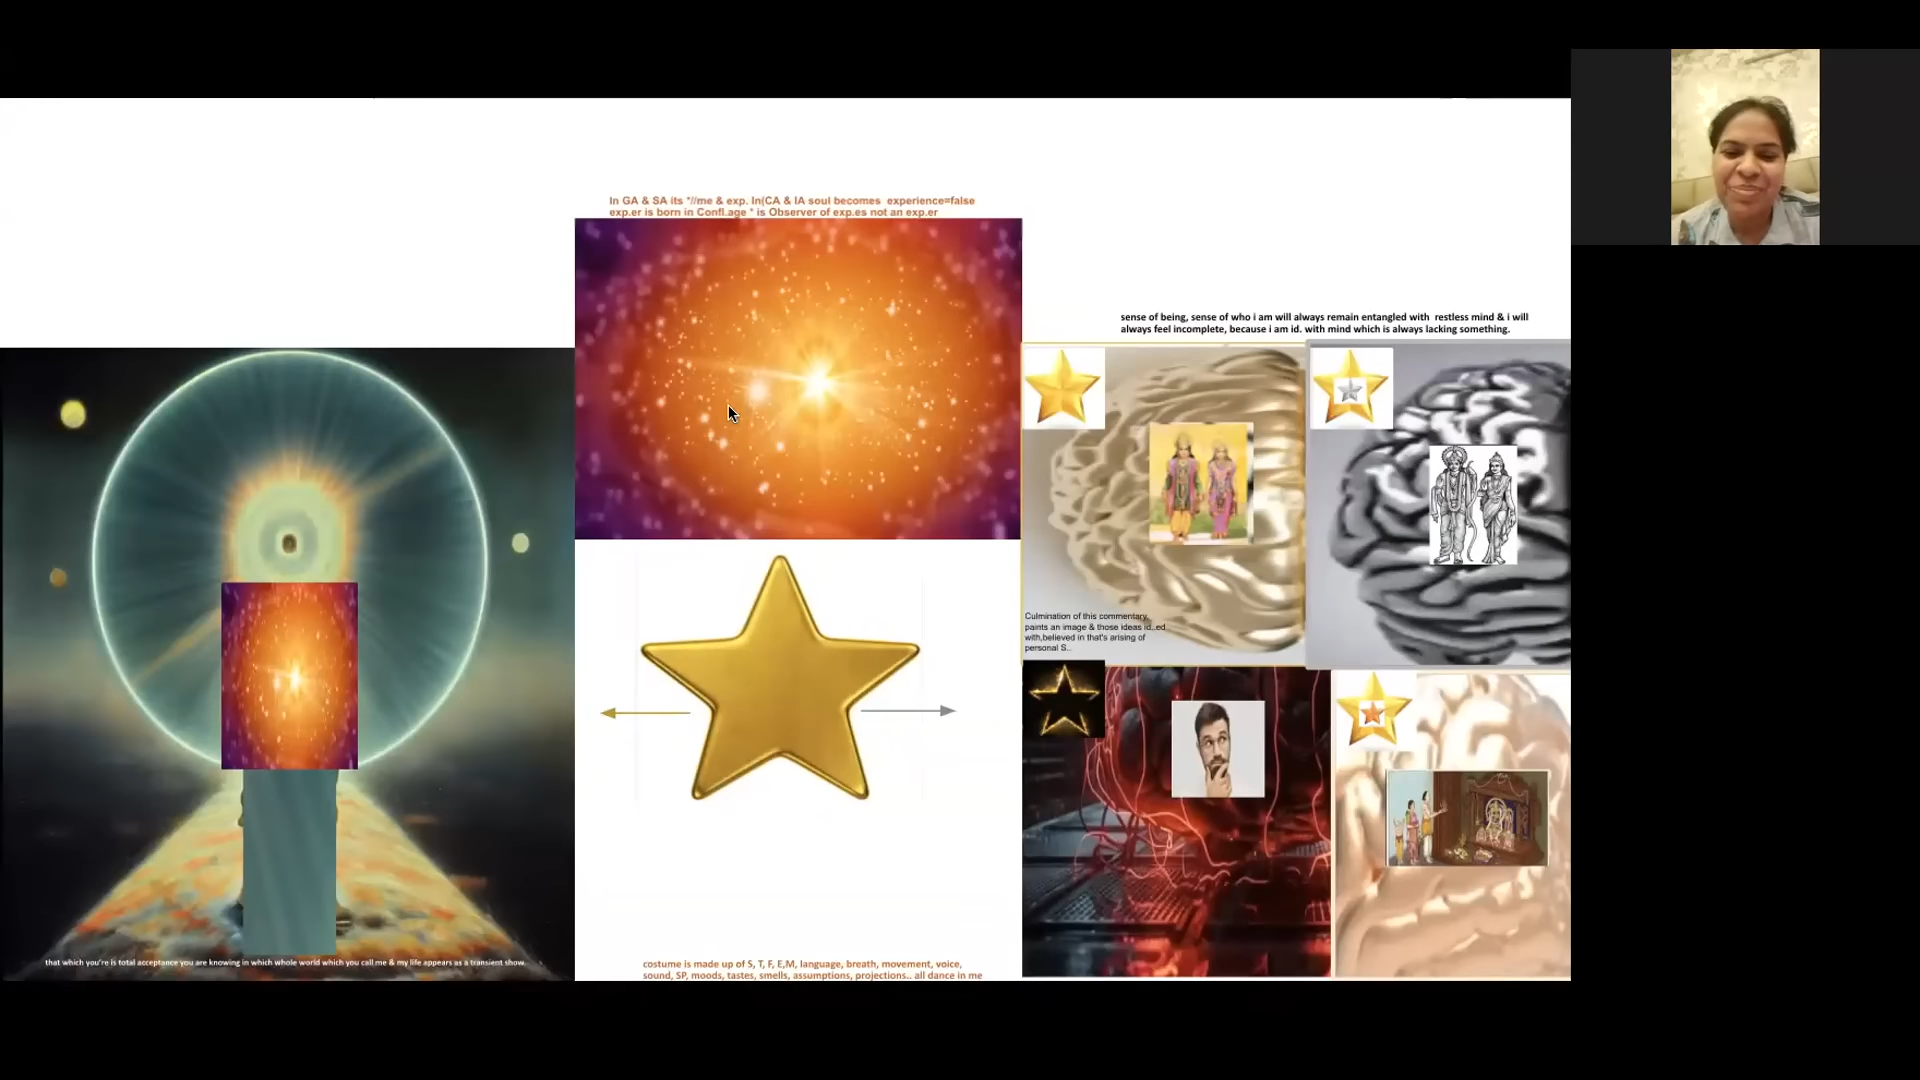 In GA & SA its *//me & exp. In(CA & IA soul becomes  experience=false
exp.er is born in Confl.age * is Observer of exp.es not an exp.er
sense of being, sense of who i am will always remain entangled with  restless mind & i will
always feel incomplete, because i am id. with mind which is always lacking something.
Culmination of this commentary,
paints an image & those ideas id..ed
with,believed in that's arising of
personal S..
that which you're is total acceptance you are knowing in which whole world which you call me & my life appears as a transient show.
costume is made up of S, T, F, E,M, language, breath, movement, voice,
sound, SP, moods, tastes, smells, assumptions, projections.. all dance in me